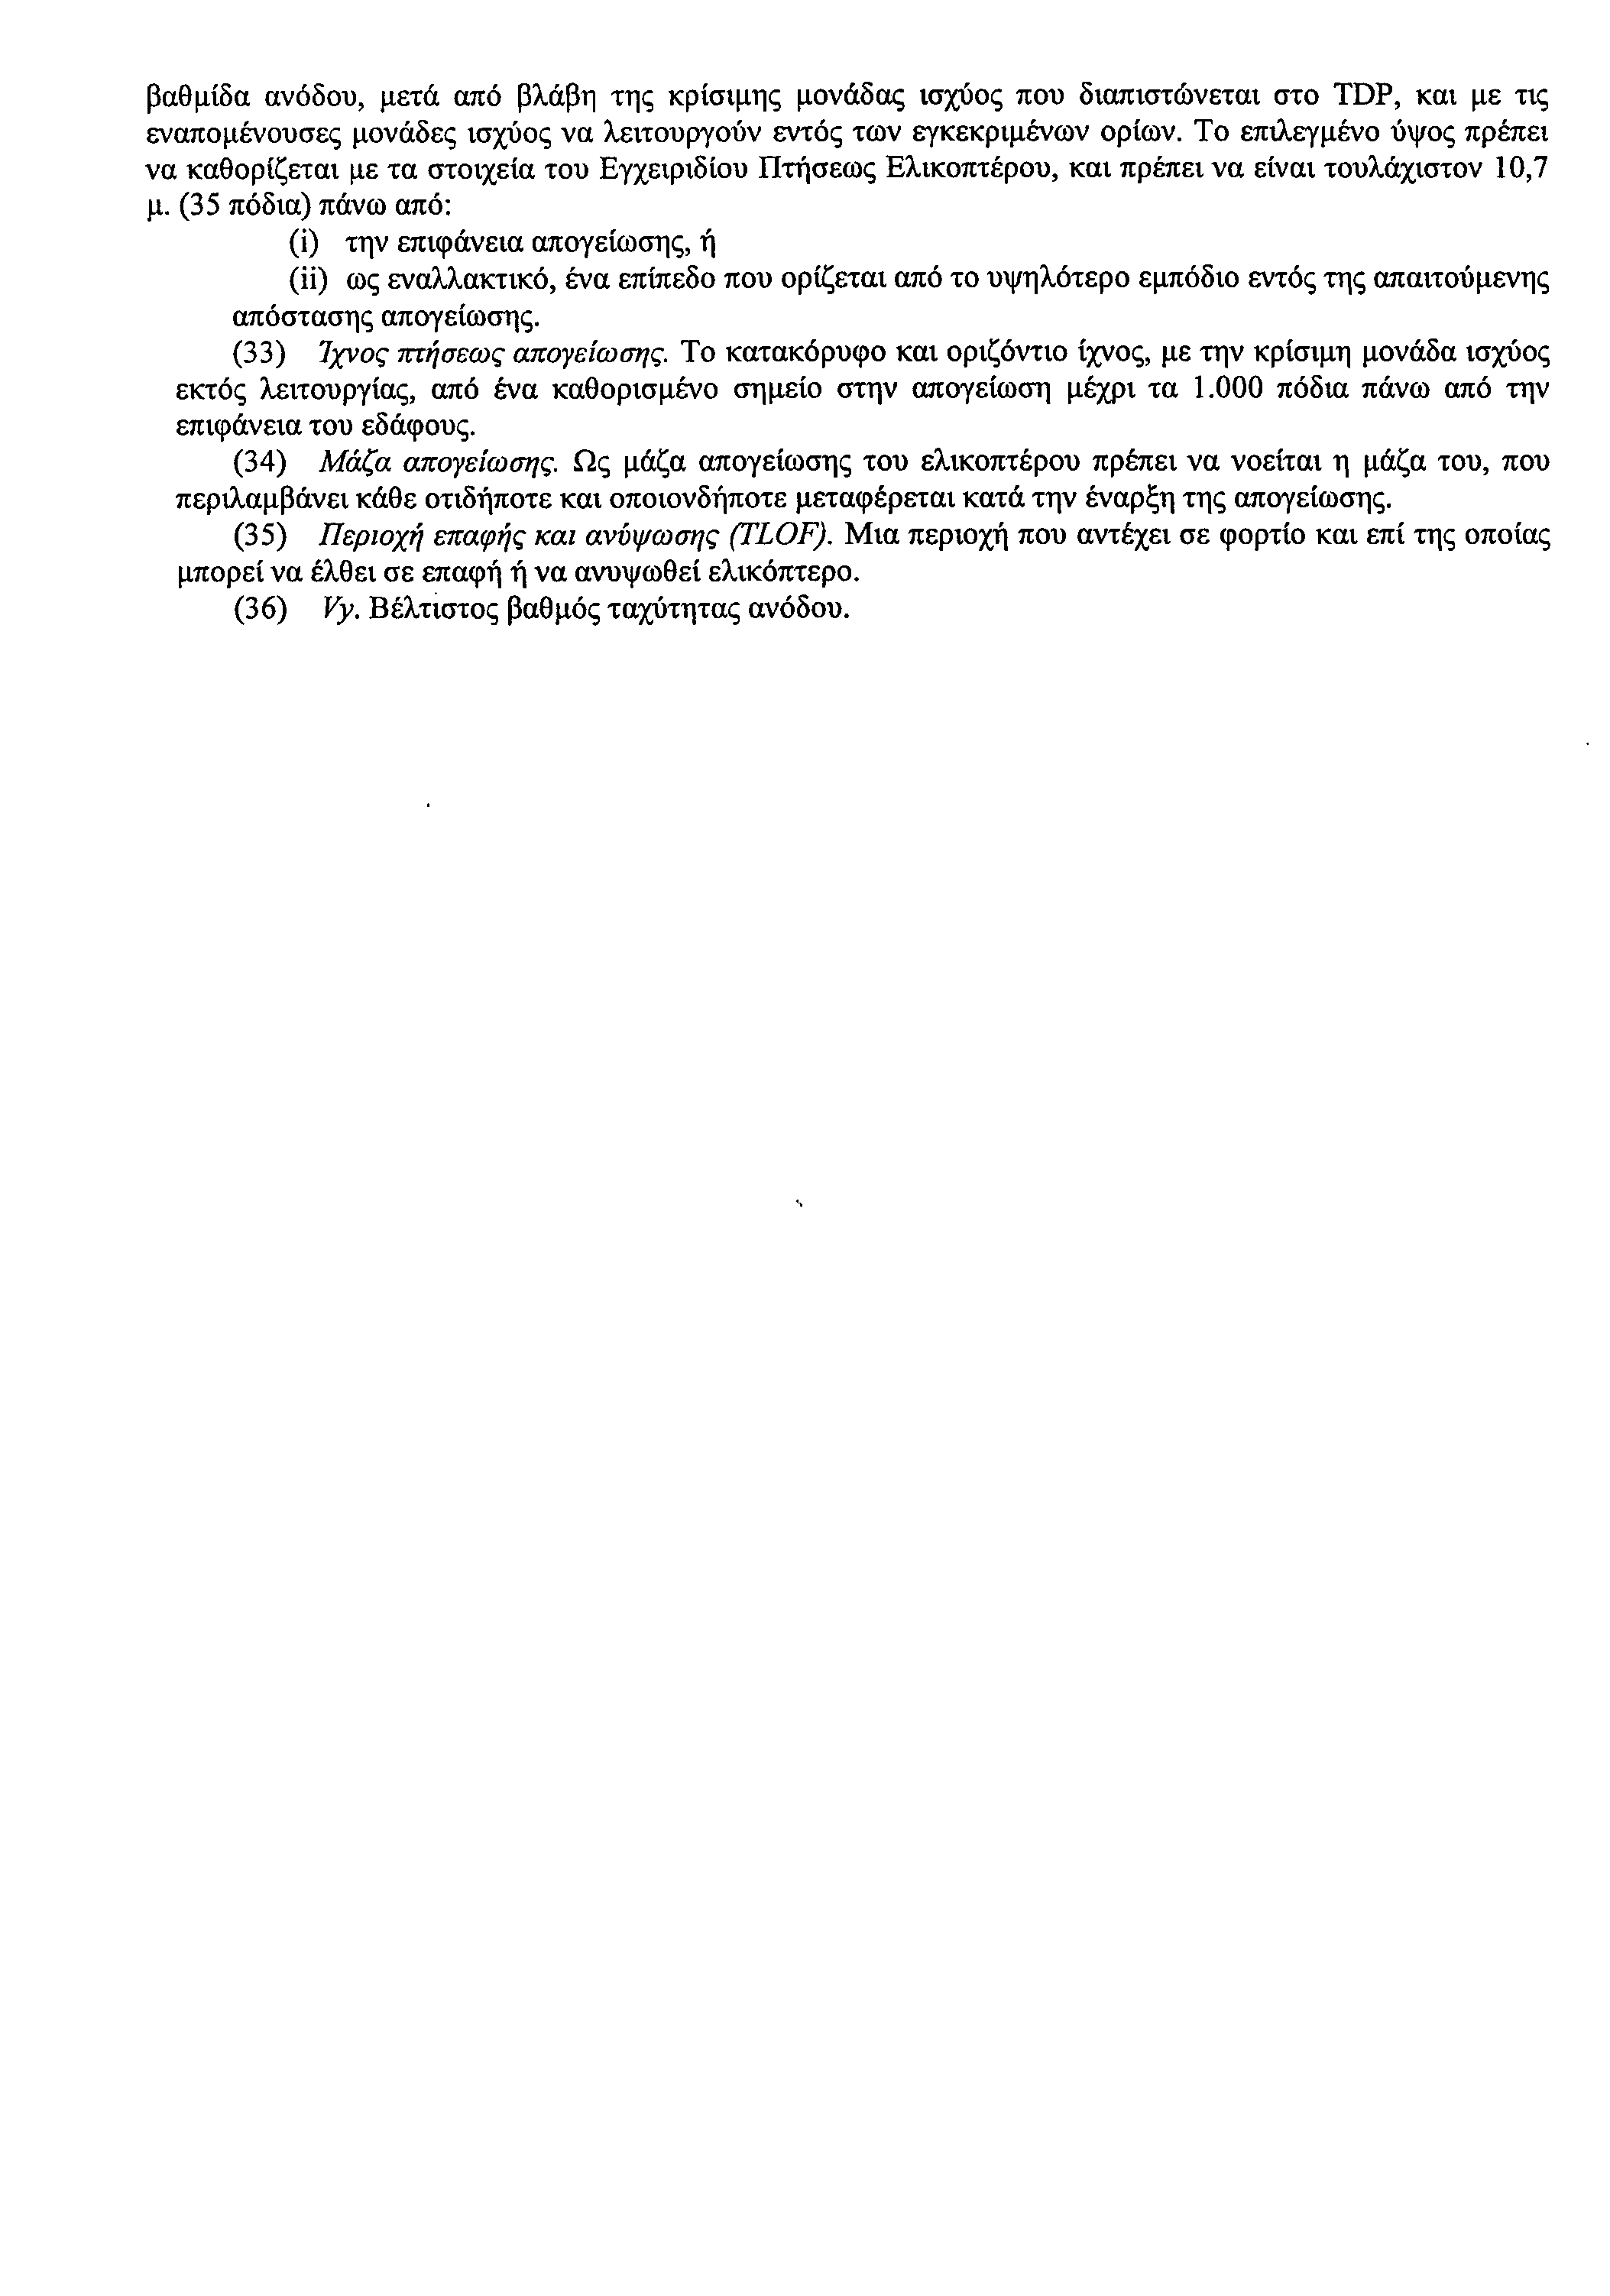 βαθμίδα ανόδου, μετά από βλάβη της κρίσιμης μονάδας ισχύος που διαπιστώνεται στο TDP, και με τις
εναπομένουσες μονάδες ισχύος να λειτουργούν εντός των εγκεκριμένων ορίων. Το επιλεγμένο ύψος πρέπει
να καθορίζεται με τα στοιχεία του Εγχειριδίου Πτήσεως Ελικοπτέρου, και πρέπει να είναι τουλάχιστον 10,7
μ. (35 πόδια) πάνω από:
(i) την επιφάνεια απογείωσης, ή
(ii) ως εναλλακτικό, ένα επίπεδο που ορίζεται από το υψηλότερο εμπόδιο εντός της απαιτούμενης
απόστασης απογείωσης.
(33) Ίχνος πτήσεως απογείωσης. Το κατακόρυφο και οριζόντιο ίχνος, με την κρίσιμη μονάδα ισχύος
εκτός λειτουργίας, από ένα καθορισμένο σημείο στην απογείωση μέχρι τα 1.000 πόδια πάνω από την
επιφάνεια του εδάφους.
(34) Μάζα απογείωσης. Ως μάζα απογείωσης του ελικοπτέρου πρέπει να νοείται η μάζα του, που
περιλαμβάνει κάθε οτιδήποτε και οποιονδήποτε μεταφέρεται κατά την έναρξη της απογείωσης.
(35) Περιοχή επαφής και ανύψωσης (TLOF). Μια περιοχή που αντέχει σε φορτίο και επί της οποίας
μπορεί να έλθει σε επαφή ή να ανυψωθεί ελικόπτερο.
(36) Vy. Βέλτιστος βαθμός ταχύτητας ανόδου.